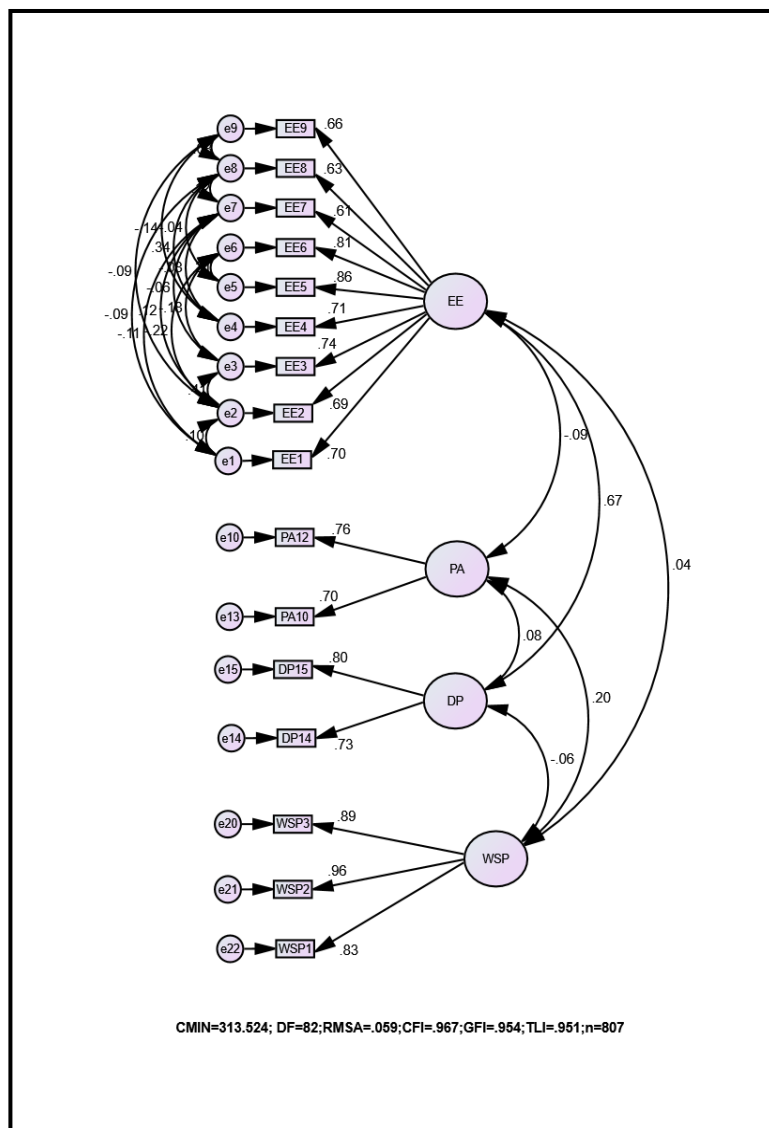 e9 EE9 .66
e8 EE8 .63
e7 EE7 .61
-.14 -.04
.34
e6 EE6 .81
-.09
e5 EE5 .86
-.06
EE
-.09 .12 -.18
e4 EE4 .71
-.11 -.22
.74
e3 EE3
e2 EE2 .69
.10
e1 EE1 .70
-.09
.67
e10 PA12 .76
PA
.04
e13 PA10 .70
.08
e15 DP15 .80
DP
.20
e14 DP14 .73
-.06
e20 WSP3 .89
WSP
e21 WSP2 .96
e22 WSP1 .83
CMIN=313.524; DF=82;RMSA=.059;CFI=.967;GFI=.954;TLI=.951;n=807